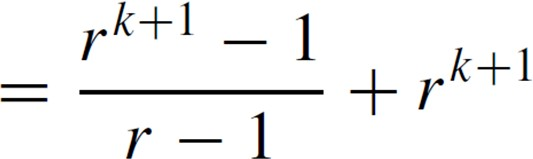 = \frac{r^{k+1} - 1}{r - 1} + r^{k+1}